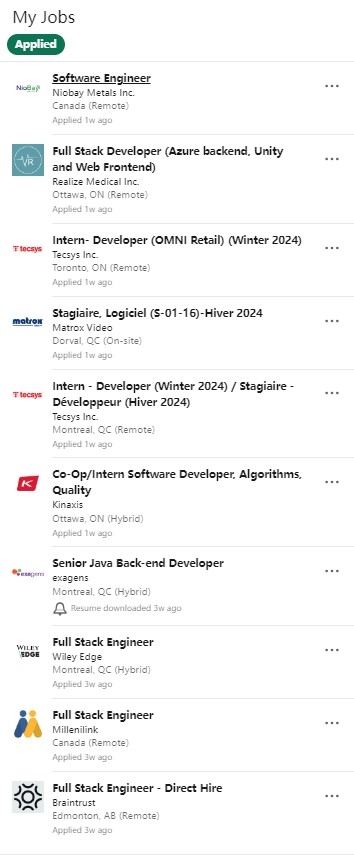 My Jobs
Applied
NioBay
Software Engineer
Niobay Metals Inc.
Canada (Remote)
Applied 1w ago
VR
Full Stack Developer (Azure backend, Unity
and Web Frontend)
Realize Medical Inc.
Ottawa, ON (Remote)
Applied 1w ago
tecsys
Intern- Developer (OMNI Retail) (Winter 2024)
Tecsys Inc.
Toronto, ON (Remote)
Applied 1w ago
matrox
Stagiaire, Logiciel (S-01-16)-Hiver 2024
Matrox Video
Dorval, QC (On-site)
Applied 1w ago
tecsys
Intern - Developer (Winter 2024) / Stagiaire -
Développeur (Hiver 2024)
Tecsys Inc.
Montreal, QC (Remote)
Applied 1w ago
K
Co-Op/Intern Software Developer, Algorithms,
Quality
Kinaxis
Ottawa, ON (Hybrid)
Applied 1w ago
exagens
Senior Java Back-end Developer
exagens
Montreal, QC (Hybrid)
Resume downloaded 3w ago
WILEY
EDGE
Full Stack Engineer
Wiley Edge
Montreal, QC (Hybrid)
Applied 3w ago
Full Stack Engineer
Millenilink
Canada (Remote)
Applied 3w ago
Full Stack Engineer - Direct Hire
Braintrust
Edmonton, AB (Remote)
Applied 3w ago